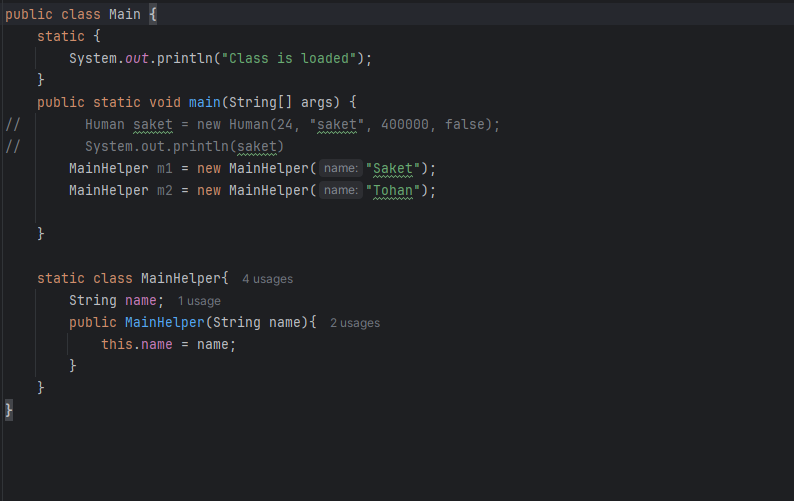 public class Main {
    static {
        System.out.println("Class is loaded");
    }
    public static void main(String[] args) {
//        Human saket = new Human(24, "saket", 400000, false);
//        System.out.println(saket)
        MainHelper m1 = new MainHelper( name: "Saket");
        MainHelper m2 = new MainHelper( name: "Tohan");
    }
    static class MainHelper{ 4 usages
        String name; 1 usage
        public MainHelper(String name){ 2 usages
            this.name = name;
        }
    }
}